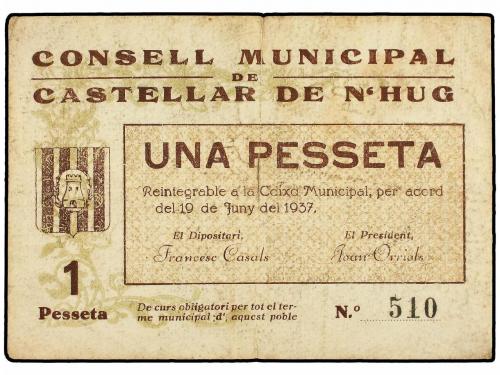 CONSELL MUNICIPAL
DE
CASTELLAR DE N'HUG
UNA PESSETA
Reintegrable a la Caixa Municipal, per acord
del 19 de Juny del 1937.
El Dipositari, El President,
Francesc Casals Joan Orriols
1
Pesseta
De curs obligatori per tot el ter-
me municipal d', aquest poble
N.º 510